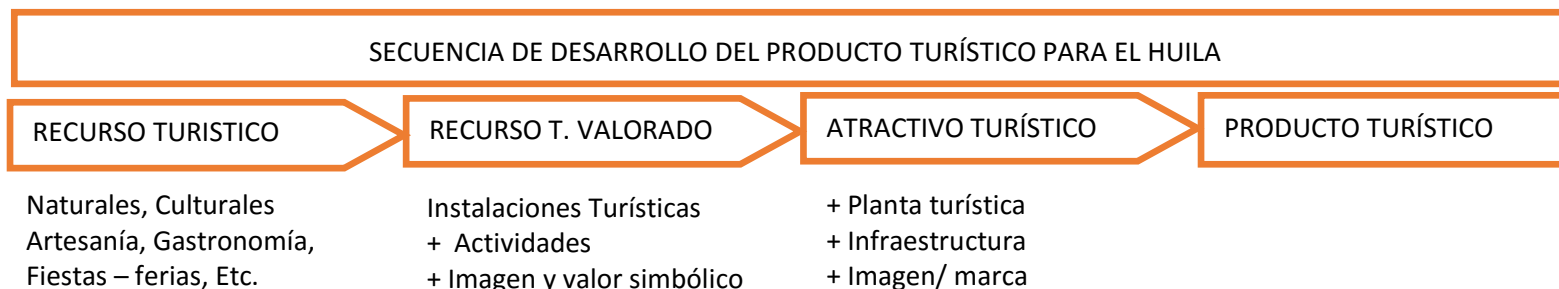 SECUENCIA DE DESARROLLO DEL PRODUCTO TURÍSTICO PARA EL HUILA
RECURSO TURISTICO
RECURSO T. VALORADO
ATRACTIVO TURÍSTICO
PRODUCTO TURÍSTICO
Naturales, Culturales
Artesanía, Gastronomía,
Fiestas – ferias, Etc.
Instalaciones Turísticas
+ Actividades
+ Imagen y valor simbólico
+ Planta turística
+ Infraestructura
+ Imagen/ marca